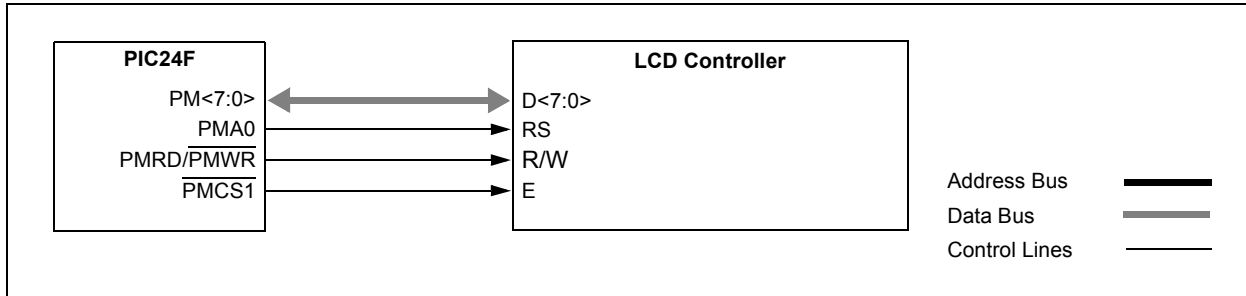 PIC24F
PM<7:0>
PMA0
PMRD/PMWR
PMCS1
LCD Controller
D<7:0>
RS
R/W
E
Address Bus
Data Bus
Control Lines